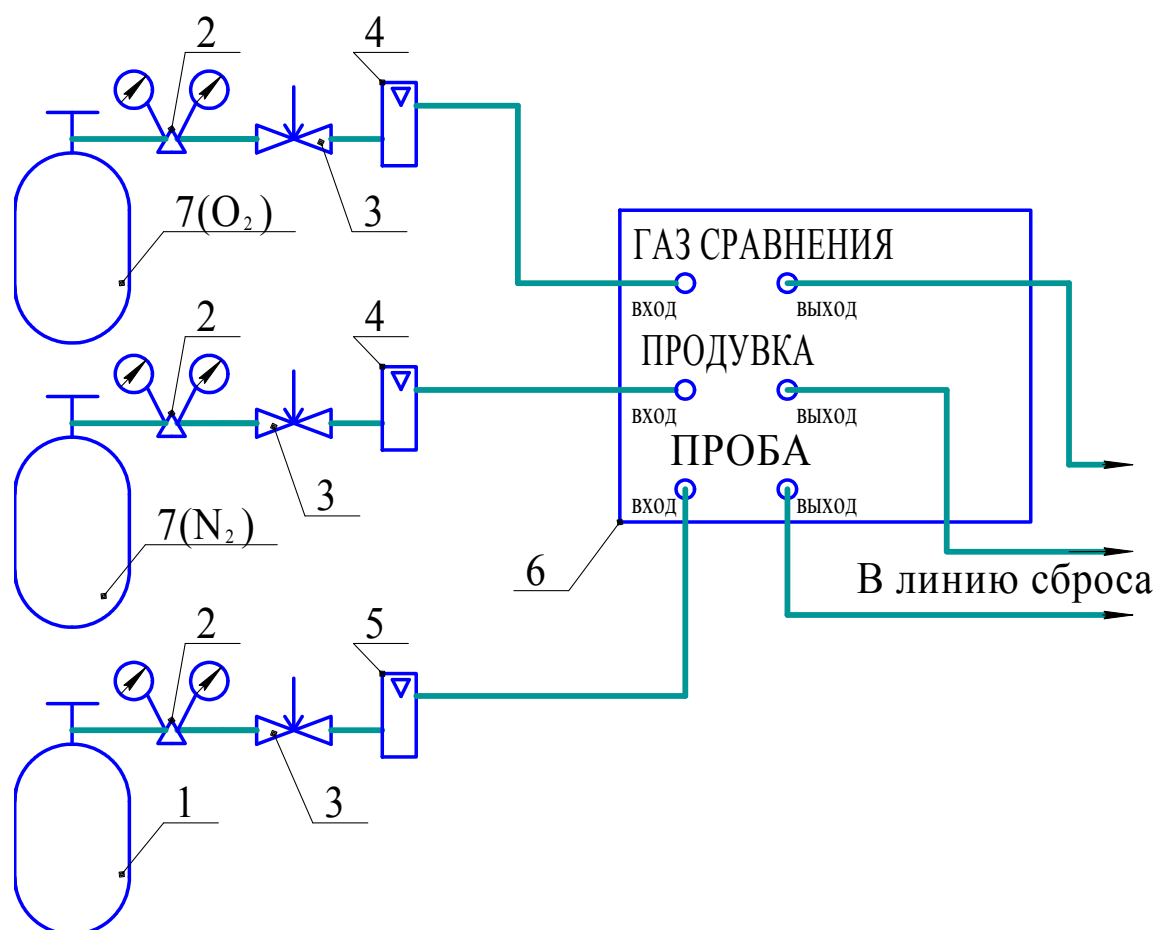 2
4
7(O₂)
3
ГАЗ СРАВНЕНИЯ
ВХОД
ВЫХОД
2
4
ПРОДУВКА
ВХОД
ВЫХОД
ПРОБА
3
ВХОД
ВЫХОД
7(N₂)
6
В линию сброса
2
5
1
3